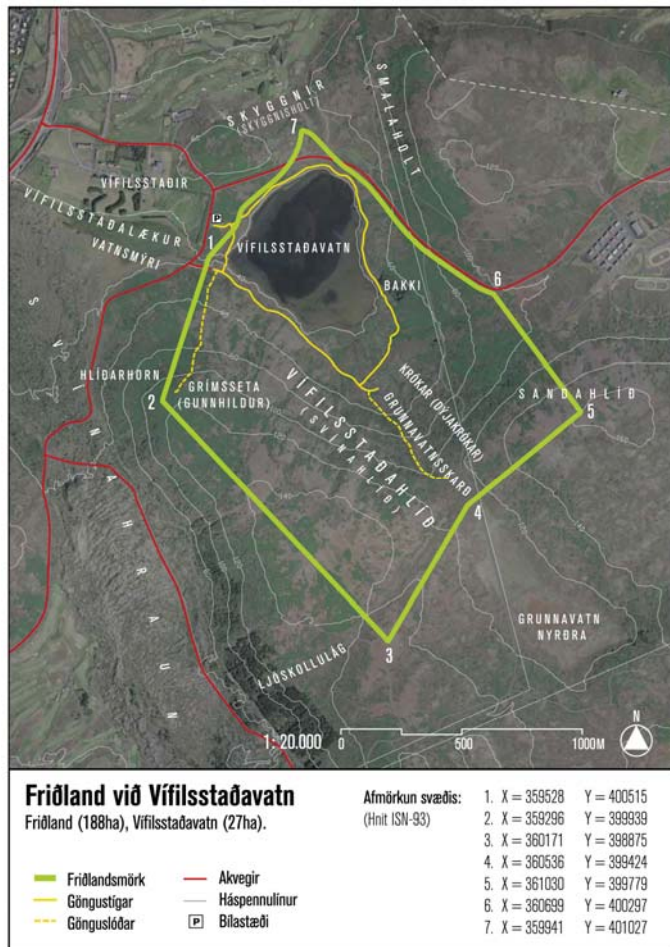 SKYGGNIR
(SKYGGNISHOLT)
SMALAHOLT
7
VÍFILSSTAÐIR
P
VÍFILSSTAÐALÆKUR
VATNSMÝRI
1
VÍFILSSTAÐAVATN
BAKKI
6
SVÍNAHRAUN
HLÍÐARHORN
2
GRÍMSSETA
(GUNNHILDUR)
VÍFILSSTAÐAHLÍÐ
(SVÍNAHLÍÐ)
KRÓKAR (DÝJAKRÓKAR)
GRUNNAVATNSSKARÐ
SANDAHLÍÐ
5
4
GRUNNAVATN
NYRÐRA
3
LJÓSKOLLULÁG
1: 20.000
0 500 1000M
N
Friðland við Vífilsstaðavatn
Friðland (188ha), Vífilsstaðavatn (27ha).
Friðlandsmörk
Göngustígar
Gönguslóðar
Akvegir
Háspennulínur
P Bílastæði
Afmörkun svæðis:
(Hnit ISN-93)
1. X = 359528 Y = 400515
2. X = 359296 Y = 399939
3. X = 360171 Y = 398875
4. X = 360536 Y = 399424
5. X = 361030 Y = 399779
6. X = 360699 Y = 400297
7. X = 359941 Y = 401027